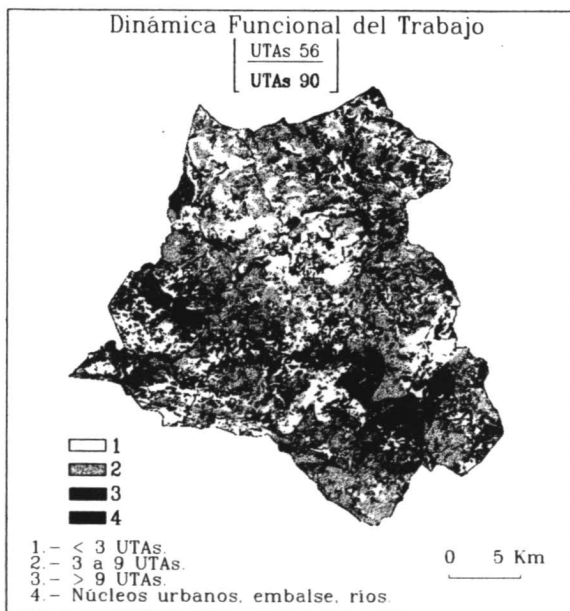 Dinámica Funcional del Trabajo
UTAs 56
UTAs 90
1
2
3
4
1.- < 3 UTAs.
2.- 3 a 9 UTAs.
3.- > 9 UTAs.
4.- Núcleos urbanos, embalse, rios.
0 5 Km